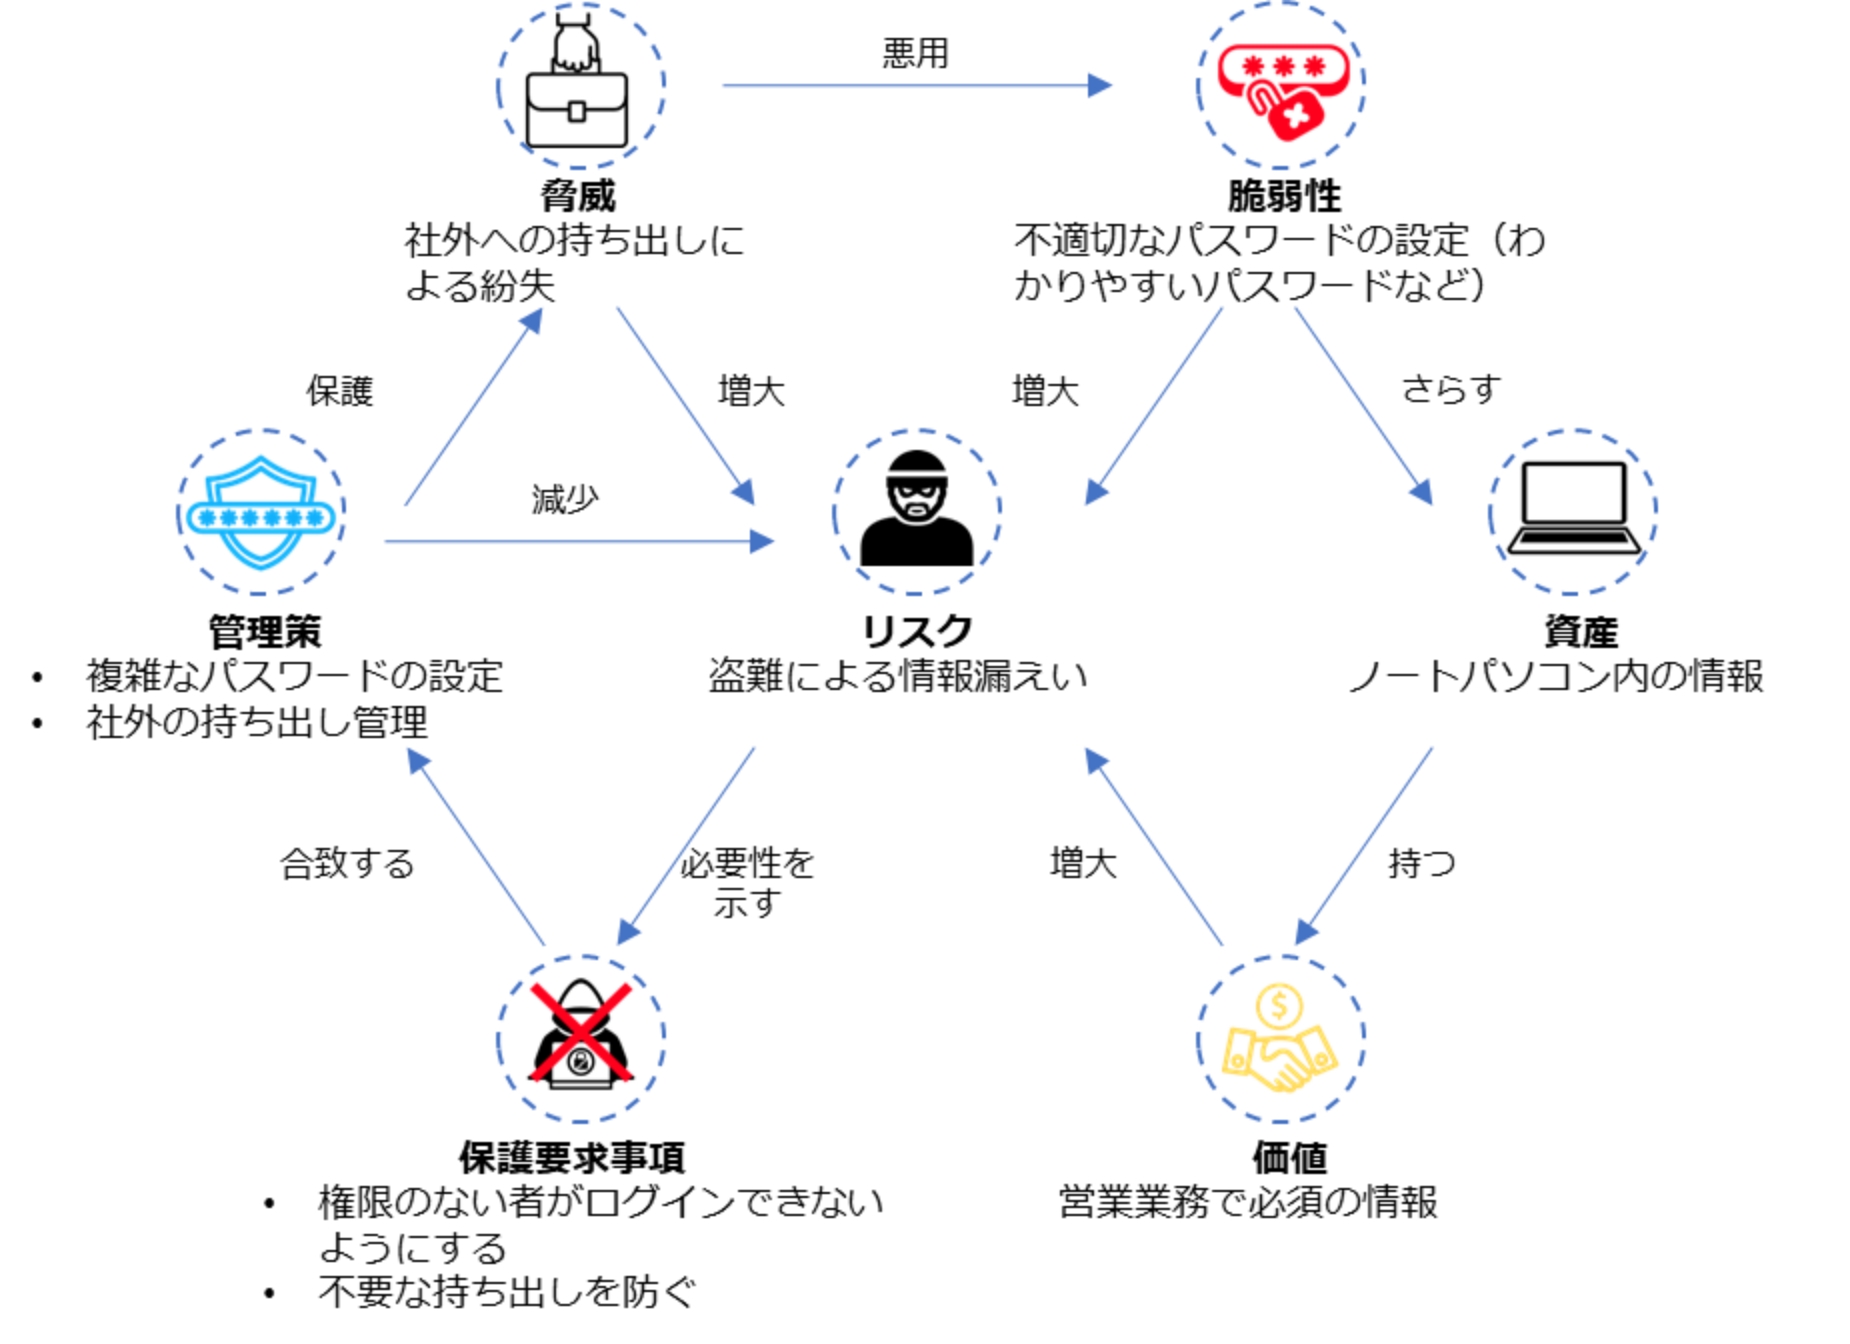 悪用
脅威
社外への持ち出しに
よる紛失
脆弱性
不適切なパスワードの設定（わ
かりやすいパスワードなど）
保護
増大
増大
さらす
減少
管理策
• 複雑なパスワードの設定
• 社外の持ち出し管理
リスク
盗難による情報漏えい
資産
ノートパソコン内の情報
合致する
必要性を
示す
増大
持つ
保護要求事項
• 権限のない者がログインできない
ようにする
• 不要な持ち出しを防ぐ
価値
営業業務で必須の情報